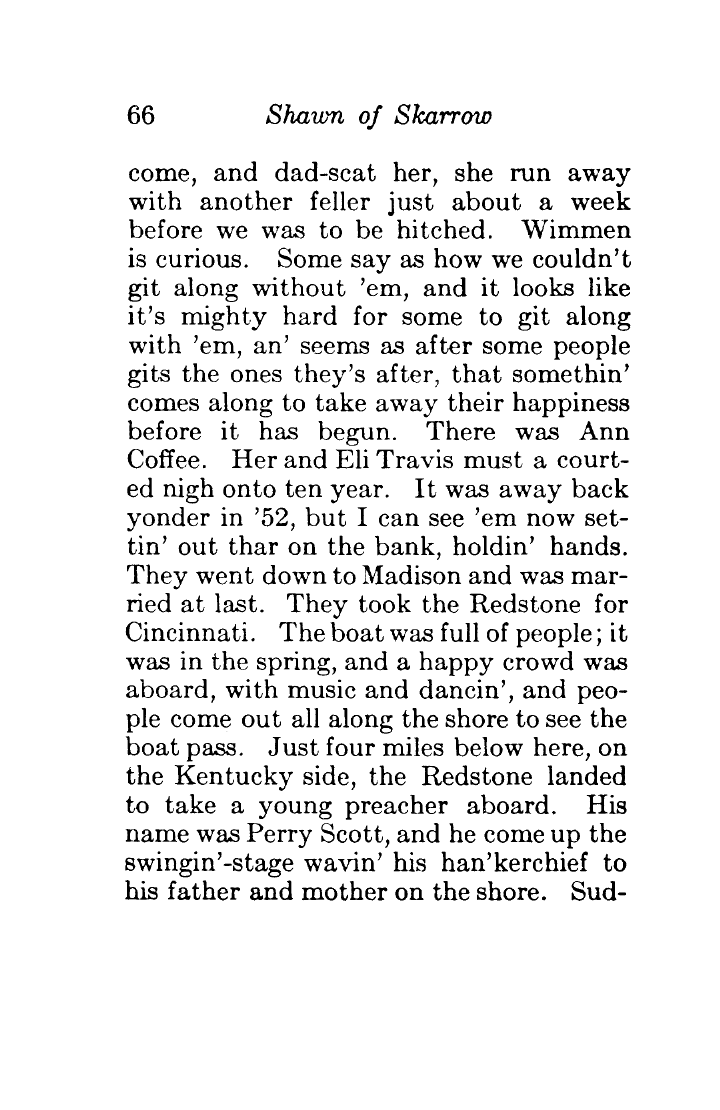 66 Shawn of Skarrow
come, and dad-scat her, she run away
with another feller just about a week
before we was to be hitched. Wimmen
is curious. Some say as how we couldn't
git along without 'em, and it looks like
it's mighty hard for some to git along
with 'em, an' seems as after some people
gits the ones they's after, that somethin'
comes along to take away their happiness
before it has begun. There was Ann
Coffee. Her and Eli Travis must a court-
ed nigh onto ten year. It was away back
yonder in '52, but I can see 'em now set-
tin' out thar on the bank, holdin' hands.
They went down to Madison and was mar-
ried at last. They took the Redstone for
Cincinnati. The boat was full of people; it
was in the spring, and a happy crowd was
aboard, with music and dancin', and peo-
ple come out all along the shore to see the
boat pass. Just four miles below here, on
the Kentucky side, the Redstone landed
to take a young preacher aboard. His
name was Perry Scott, and he come up the
swingin'-stage wavin' his han'kerchief to
his father and mother on the shore. Sud-